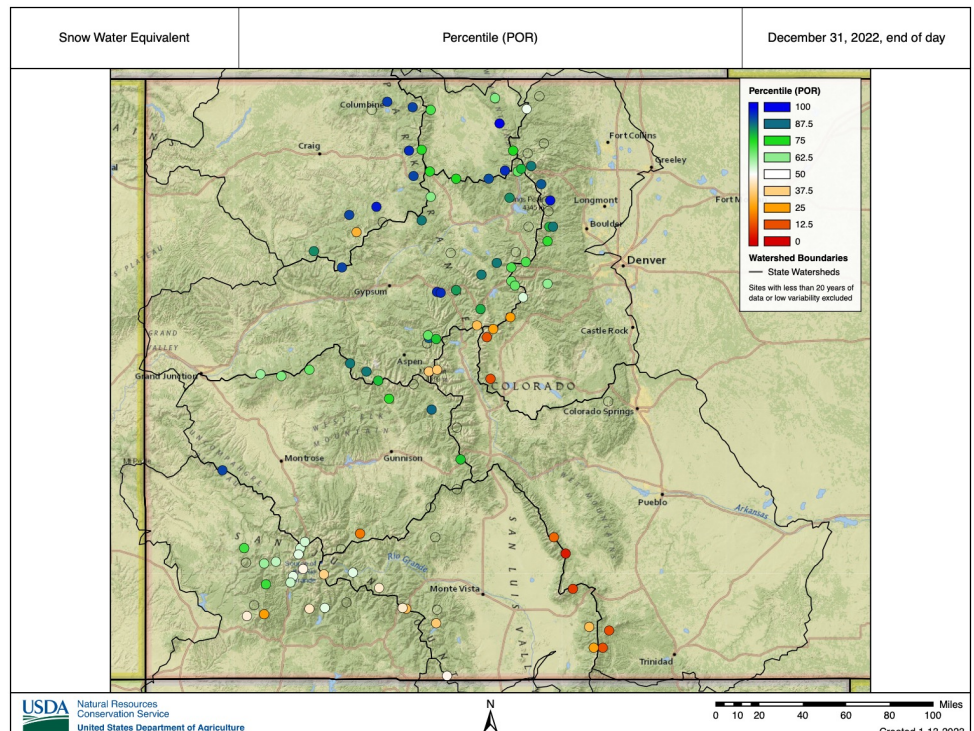 Snow Water Equivalent
Percentile (POR)
December 31, 2022, end of day
Columbine
Craig
Fort Collins
Greeley
Longmont
Boulder
Denver
Gypsum
Castle Rock
GRAND
VALLEY
Grand Junction
Aspen
COLORADO
Colorado Springs
Montrose
Gunnison
Pueblo
Arkansas
Rio Grande
SAN LUIS
Monte Vista
Trinidad
Percentile (POR)
100
87.5
75
62.5
50
37.5
25
12.5
0
Watershed Boundaries
State Watersheds
Sites with less than 20 years of
data or low variability excluded
USDA
Natural Resources
Conservation Service
United States Department of Agriculture
N
Miles
0 10 20 40 60 80 100